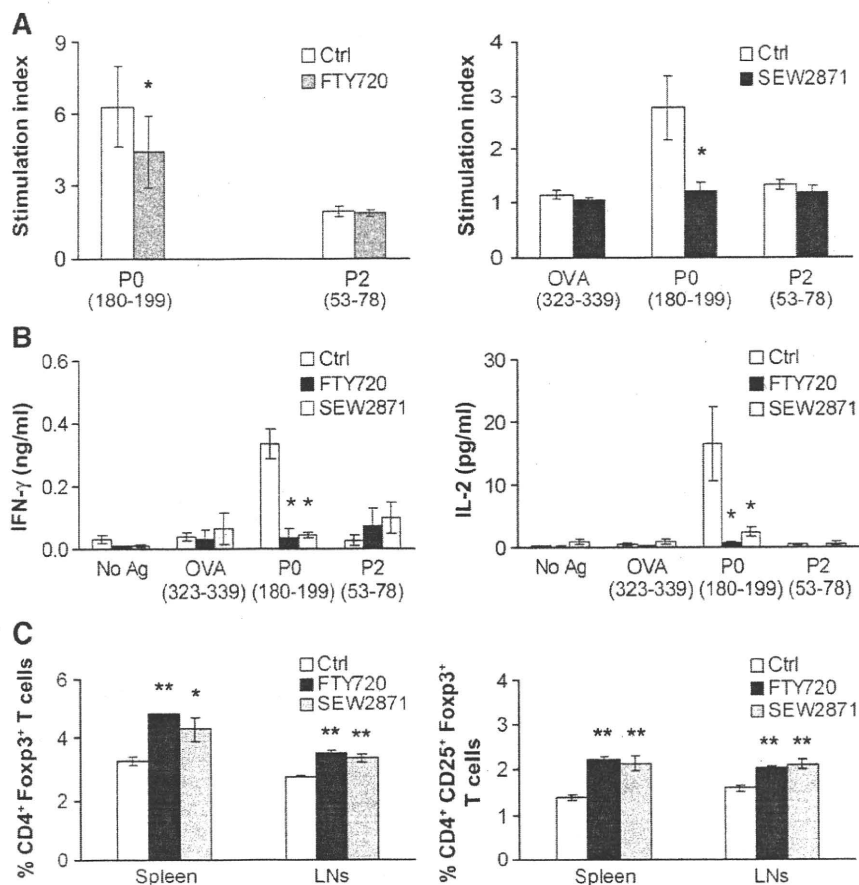 A
Stimulation index
9
6
3
0
Ctrl
FTY720
*
P0
(180-199)
P2
(53-78)
Stimulation index
4
3
2
1
0
Ctrl
SEW2871
*
OVA
(323-339)
P0
(180-199)
P2
(53-78)
B
IFN-γ (ng/ml)
0.6
0.4
0.2
0.0
Ctrl
FTY720
SEW2871
* *
No Ag
OVA
(323-339)
P0
(180-199)
P2
(53-78)
IL-2 (pg/ml)
30
20
10
0
Ctrl
FTY720
SEW2871
* *
No Ag
OVA
(323-339)
P0
(180-199)
P2
(53-78)
C
% CD4⁺ Foxp3⁺ T cells
6
4
2
0
Ctrl
FTY720
SEW2871
** *
** **
Spleen
LNs
% CD4⁺ CD25⁺ Foxp3⁺
T cells
4
3
2
1
0
Ctrl
FTY720
SEW2871
** **
** **
Spleen
LNs